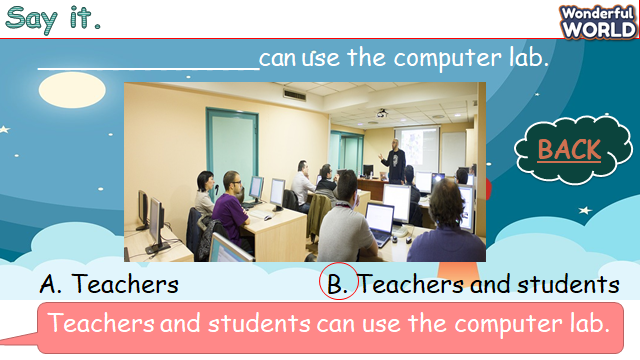 Say it.
Wonderful
WORLD
________________can use the computer lab.
BACK
A. Teachers
B. Teachers and students
Teachers and students can use the computer lab.